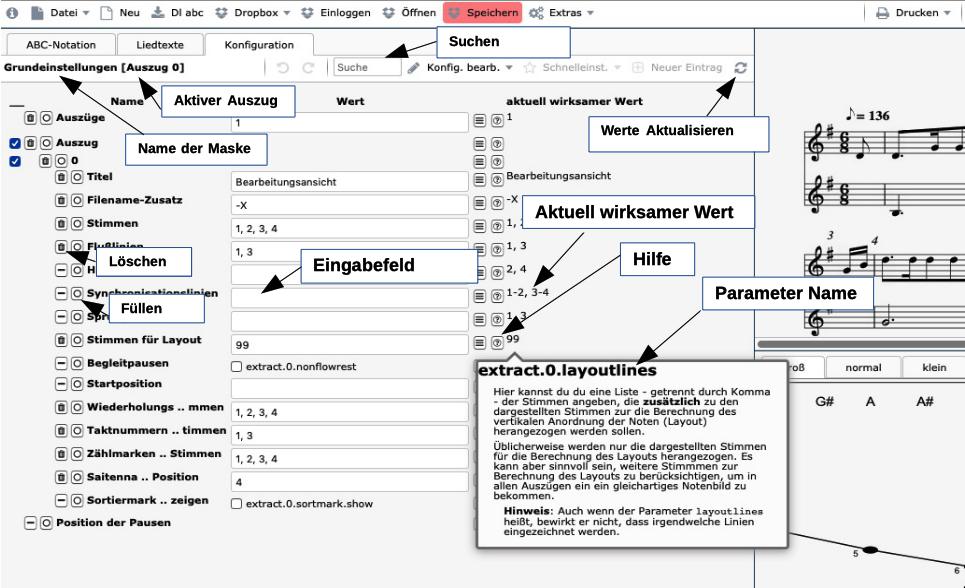 Datei Neu DI abc Dropbox Einloggen Öffnen Speichern Extras Drucken
ABC-Notation Liedtexte Konfiguration
Suchen
Grundeinstellungen [Auszug 0] Suche Konfig. bearb. Schnelleinst. Neuer Eintrag
Name Wert aktuell wirksamer Wert
Aktiver Auszug
Auszüge 1 1
= 136
Werte Aktualisieren
Auszug
Name der Maske
0
Titel Bearbeitungsansicht Bearbeitungsansicht
Filename-Zusatz -X -X
Aktuell wirksamer Wert
Stimmen 1, 2, 3, 4 1, 2
Flußlinien 1, 3 1, 3
3 4
Löschen
Eingabefeld
Hilfe
H 2, 4
Synchronisationslinien 1-2, 3-4
Parameter Name
Füllen
Spr 1, 3
Stimmen für Layout 99 99
Begleitpausen extract.0.nonflowrest
extract.0.layoutlines
roß normal klein
Startposition
Hier kannst du du eine Liste - getrennt durch Komma
- der Stimmen angeben, die zusätzlich zu den
dargestellten Stimmen zur die Berechnung des
vertikalen Anordnung der Noten (Layout)
herangezogen werden sollen.
G# A A#
Wiederholungs .. mmen 1, 2, 3, 4
Taktnummern .. timmen 1, 3
Üblicherweise werden nur die dargestellten Stimmen
für die Berechnung des Layouts herangezogen. Es
kann aber sinnvoll sein, weitere Stimmmen zur
Berechnung des Layouts zu berücksichtigen, um in
allen Auszügen ein ein gleichartiges Notenbild zu
bekommen.
Zählmarken .. Stimmen 1, 2, 3, 4
Saitenna .. Position 4
Sortiermark .. zeigen extract.0.sortmark.show
Hinweis: Auch wenn der Parameter layoutlines
heißt, bewirkt er nicht, dass irgendwelche Linien
eingezeichnet werden.
Position der Pausen
5
6